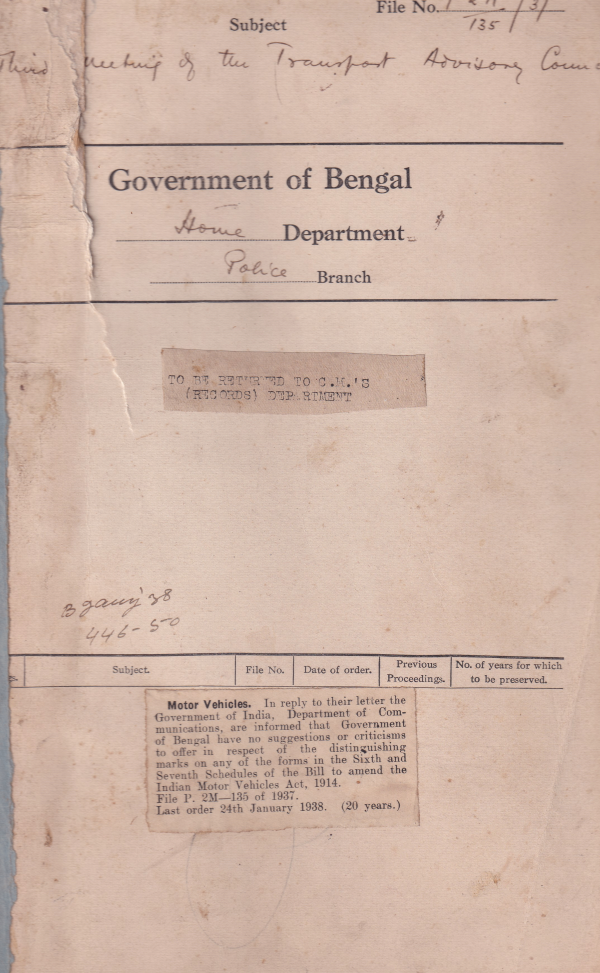 File No.
135
Subject
Third Meeting of the Transport Advisory
Government of Bengal
Home Department
Police Branch
TO BE RETURNED TO C.M.'S
(RECORDS) DEPARTMENT
38
446-50
Subject. File No. Date of order. Previous Proceedings. No. of years for which to be preserved.
Motor Vehicles. In reply to their letter the
Government of India, Department of Com-
munications, are informed that Government
of Bengal have no suggestions or criticisms
to offer in respect of the distinguishing
marks on any of the forms in the Sixth and
Seventh Schedules of the Bill to amend the
Indian Motor Vehicles Act, 1914.
File P. 2M—135 of 1937.
Last order 24th January 1938. (20 years.)